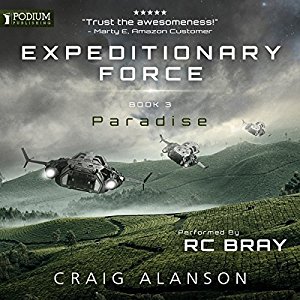 PODIUM
PUBLISHING
★★★★★
"Trust the awesomeness!"
- Marty E, Amazon Customer
EXPEDITIONARY
FORCE
BOOK 3
Paradise
Performed By
RC BRAY
CRAIG ALANSON